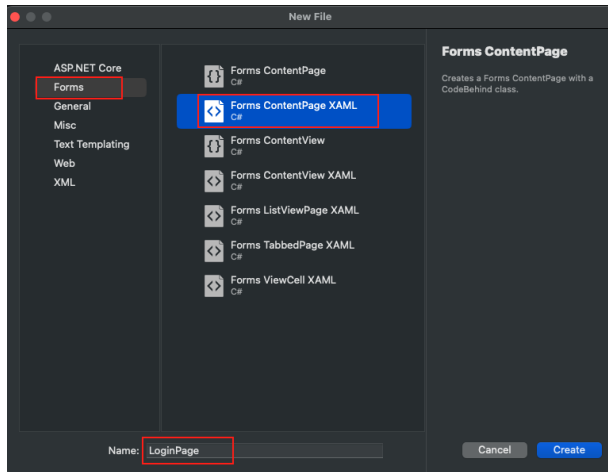 New File
ASP.NET Core
Forms
General
Misc
Text Templating
Web
XML
Forms ContentPage
C#
Forms ContentPage XAML
C#
Forms ContentView
C#
Forms ContentView XAML
C#
Forms ListViewPage XAML
C#
Forms TabbedPage XAML
C#
Forms ViewCell XAML
C#
Forms ContentPage
Creates a Forms ContentPage with a
CodeBehind class.
Name: LoginPage
Cancel
Create